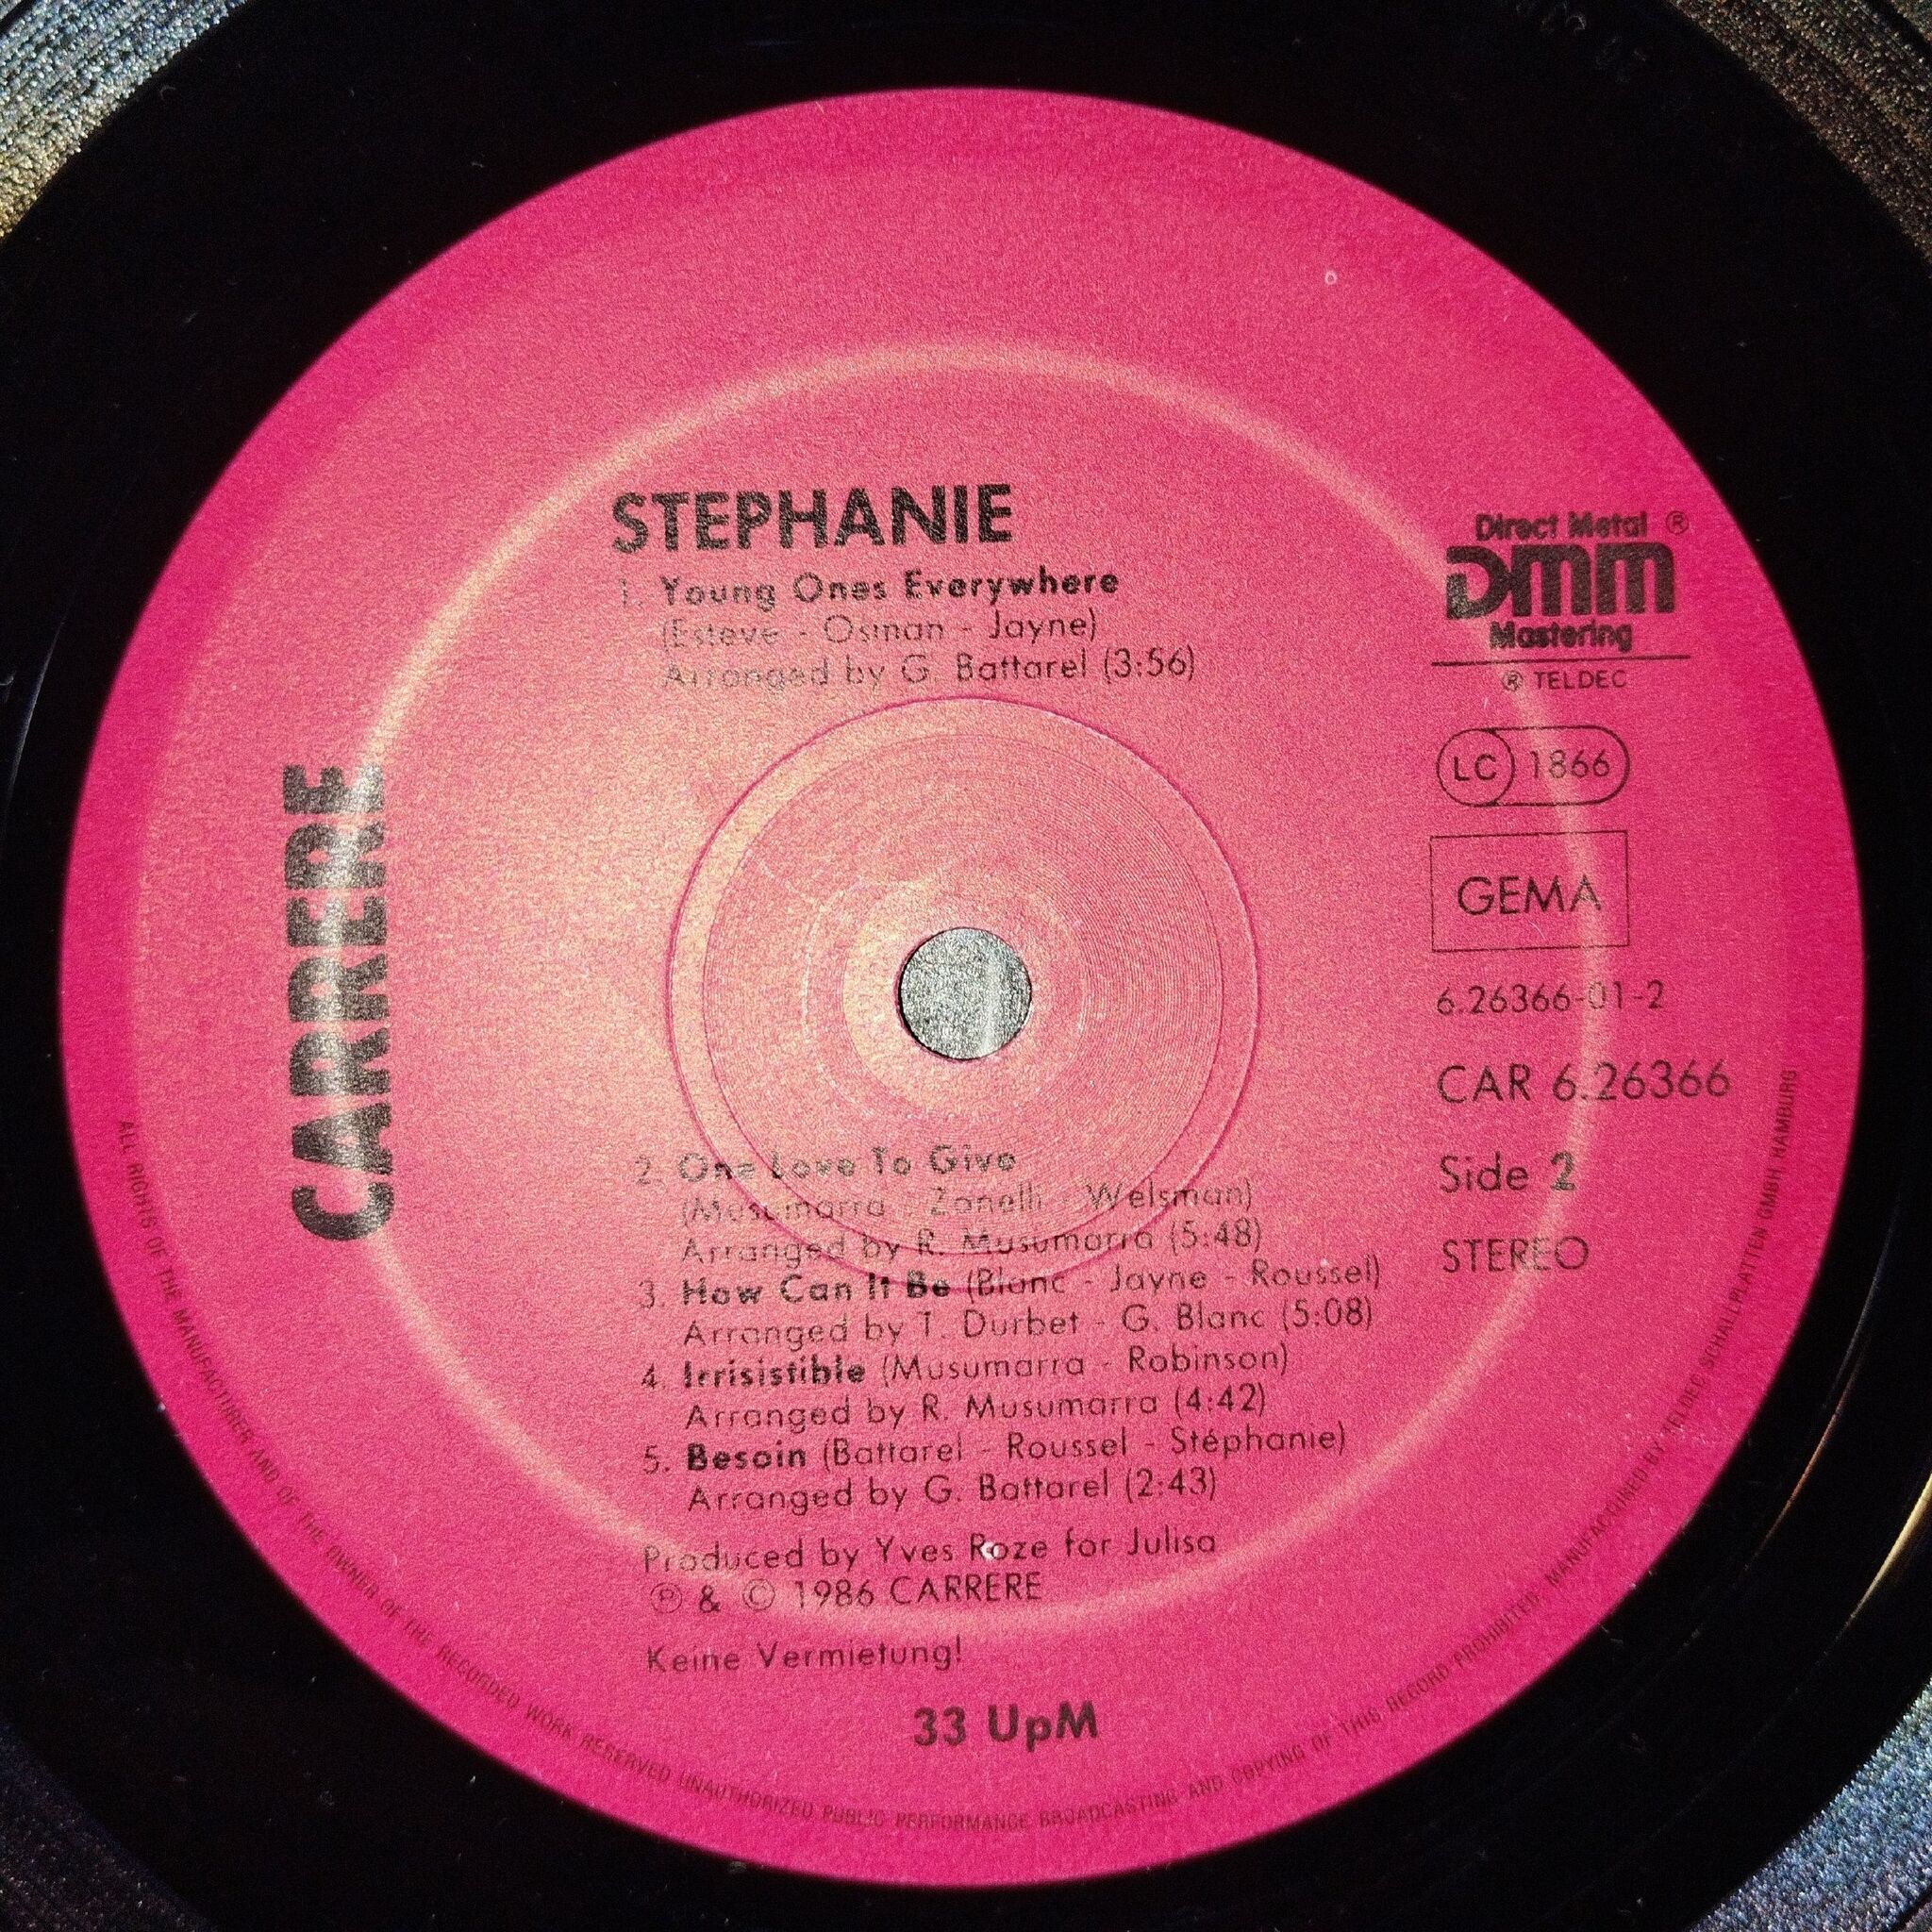 STEPHANIE
1. Young Ones Everywhere
(Esteve - Osman - Jayne)
Arranged by G. Battarel (3:56)
CARRERE
Direct Metal ®
DMM
Mastering
® TELDEC
LC 1866
GEMA
6.26366-01-2
CAR 6.26366
Side 2
STEREO
2. One Love To Give
(Musumarra - Zanelli - Welsman)
Arranged by R. Musumarra (5:48)
3. How Can It Be (Blanc - Jayne - Roussel)
Arranged by T. Durbet - G. Blanc (5:08)
4. Irrisistible (Musumarra - Robinson)
Arranged by R. Musumarra (4:42)
5. Besoin (Battarel - Roussel - Stéphanie)
Arranged by G. Battarel (2:43)
Produced by Yves Roze for Julisa
℗ & © 1986 CARRERE
Keine Vermietung!
33 UpM
ALL RIGHTS OF THE MANUFACTURER AND OF THE OWNER OF THE RECORDED WORK RESERVED UNAUTHORIZED PUBLIC PERFORMANCE BROADCASTING AND COPYING OF THIS RECORD PROHIBITED. MANUFACTURED BY TELDEC SCHALLPLATTEN GMBH HAMBURG